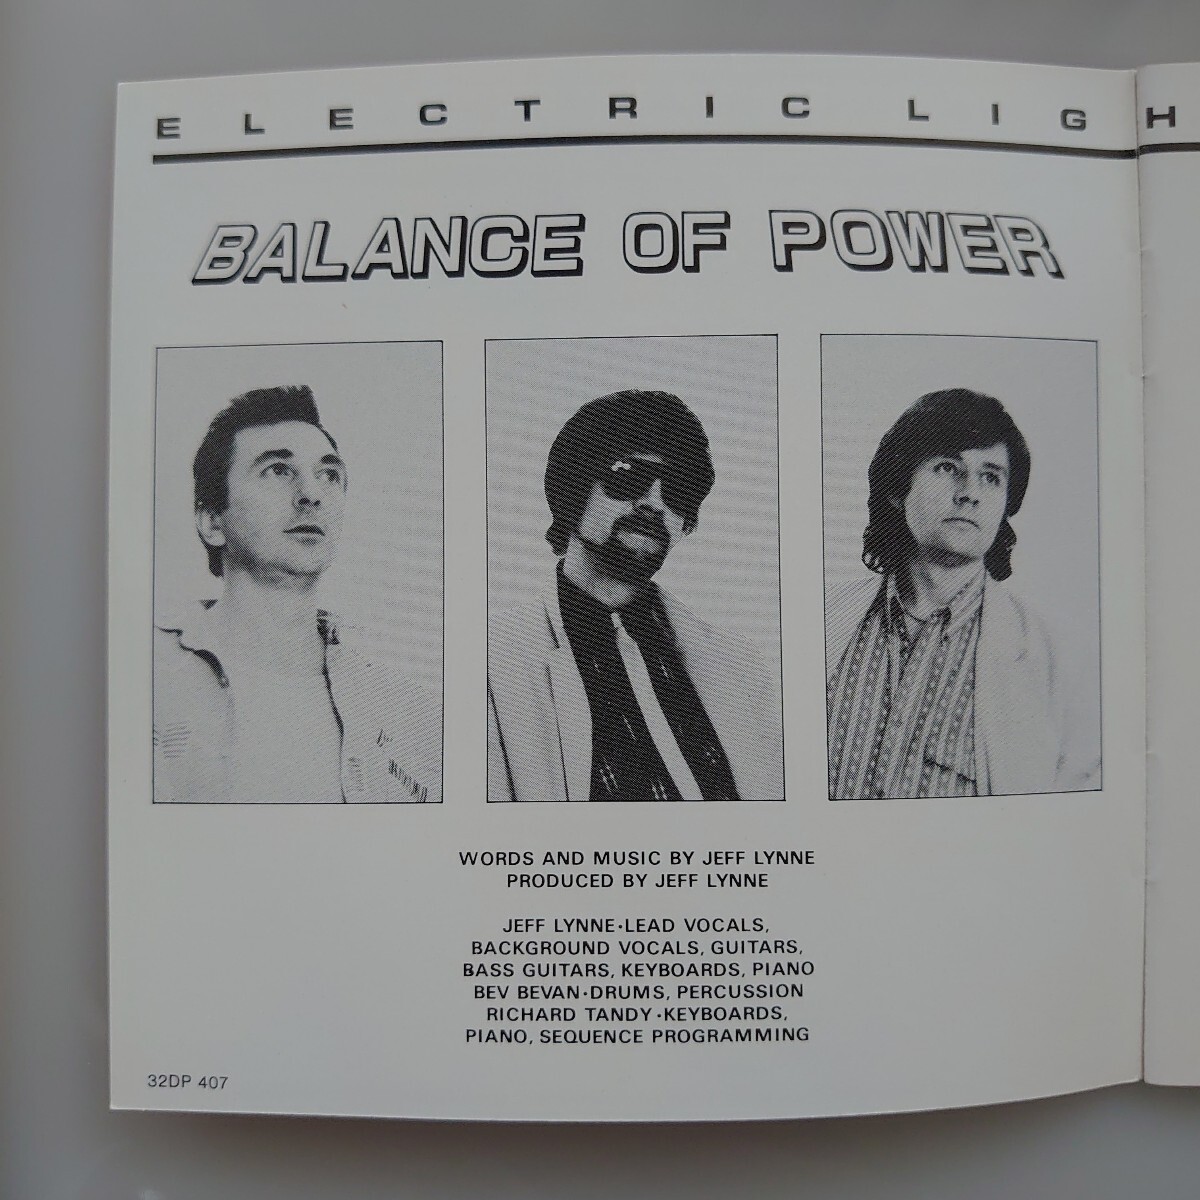 ELECTRIC LIGH
BALANCE OF POWER
WORDS AND MUSIC BY JEFF LYNNE
PRODUCED BY JEFF LYNNE
JEFF LYNNE·LEAD VOCALS,
BACKGROUND VOCALS, GUITARS,
BASS GUITARS, KEYBOARDS, PIANO
BEV BEVAN·DRUMS, PERCUSSION
RICHARD TANDY·KEYBOARDS,
PIANO, SEQUENCE PROGRAMMING
32DP 407